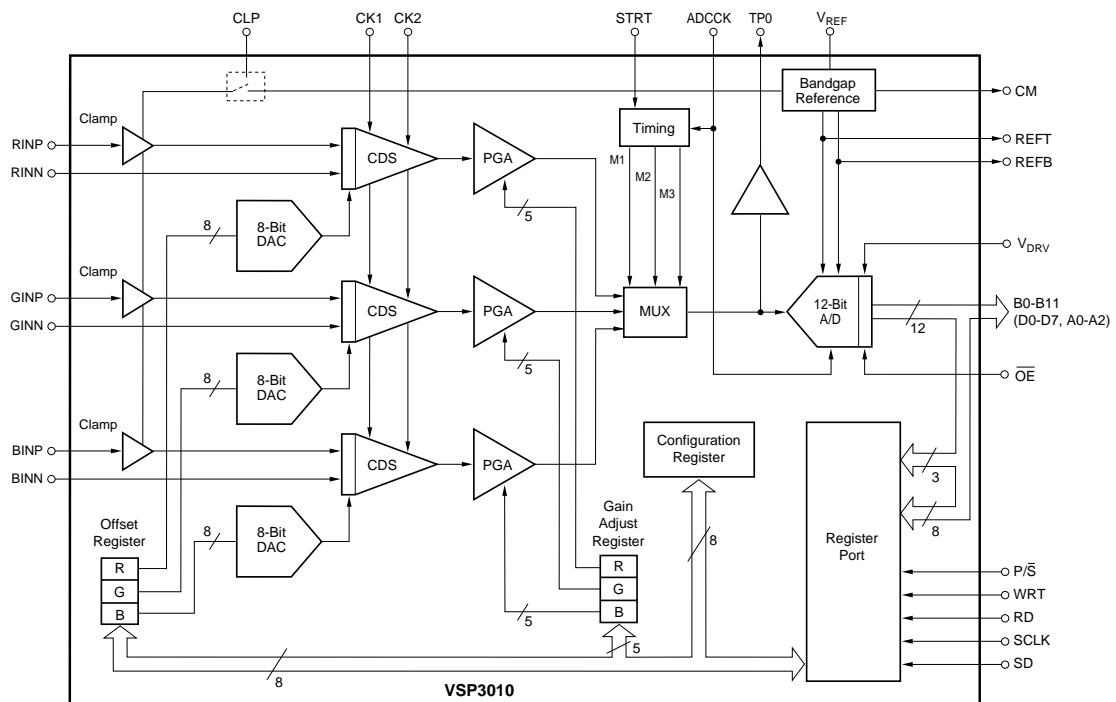 CLP
CK1
CK2
STRT
ADCCK
TP0
VREF
Bandgap
Reference
CM
Clamp
RINP
RINN
CDS
PGA
Timing
REFT
REFB
M1
M2
M3
5
8
8-Bit
DAC
VDRV
Clamp
GINP
GINN
CDS
PGA
MUX
12-Bit
A/D
12
B0-B11
(D0-D7, A0-A2)
5
8
8-Bit
DAC
OE
Clamp
BINP
BINN
CDS
PGA
Configuration
Register
3
8
8
8-Bit
DAC
Offset
Register
R
G
B
Gain
Adjust
Register
R
G
B
5
8
Register
Port
P/S
WRT
RD
SCLK
SD
5
8
VSP3010